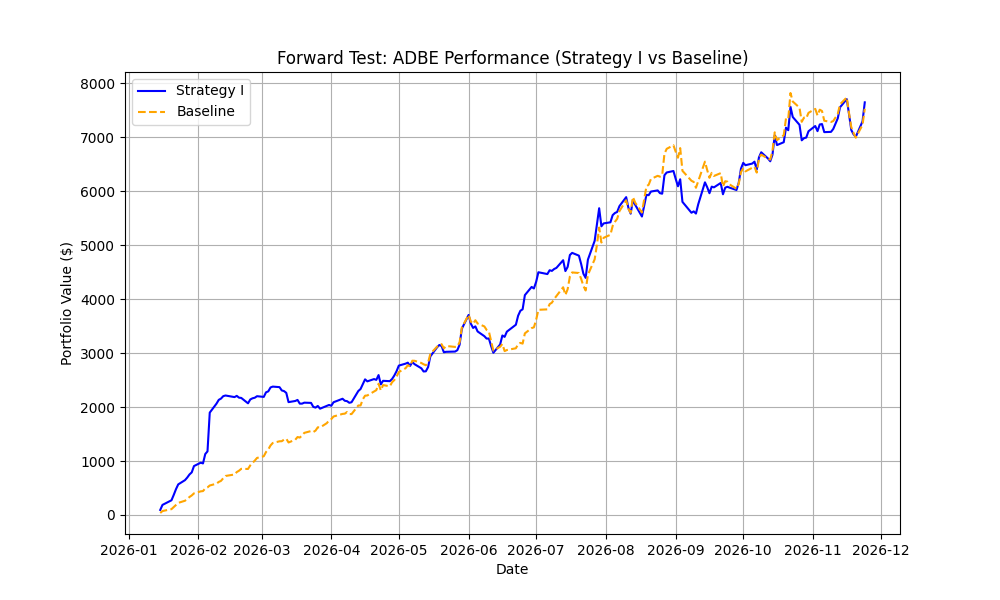 Forward Test: ADBE Performance (Strategy I vs Baseline)
Strategy I
Baseline
Portfolio Value ($)
8000
7000
6000
5000
4000
3000
2000
1000
0
2026-01 2026-02 2026-03 2026-04 2026-05 2026-06 2026-07 2026-08 2026-09 2026-10 2026-11 2026-12
Date